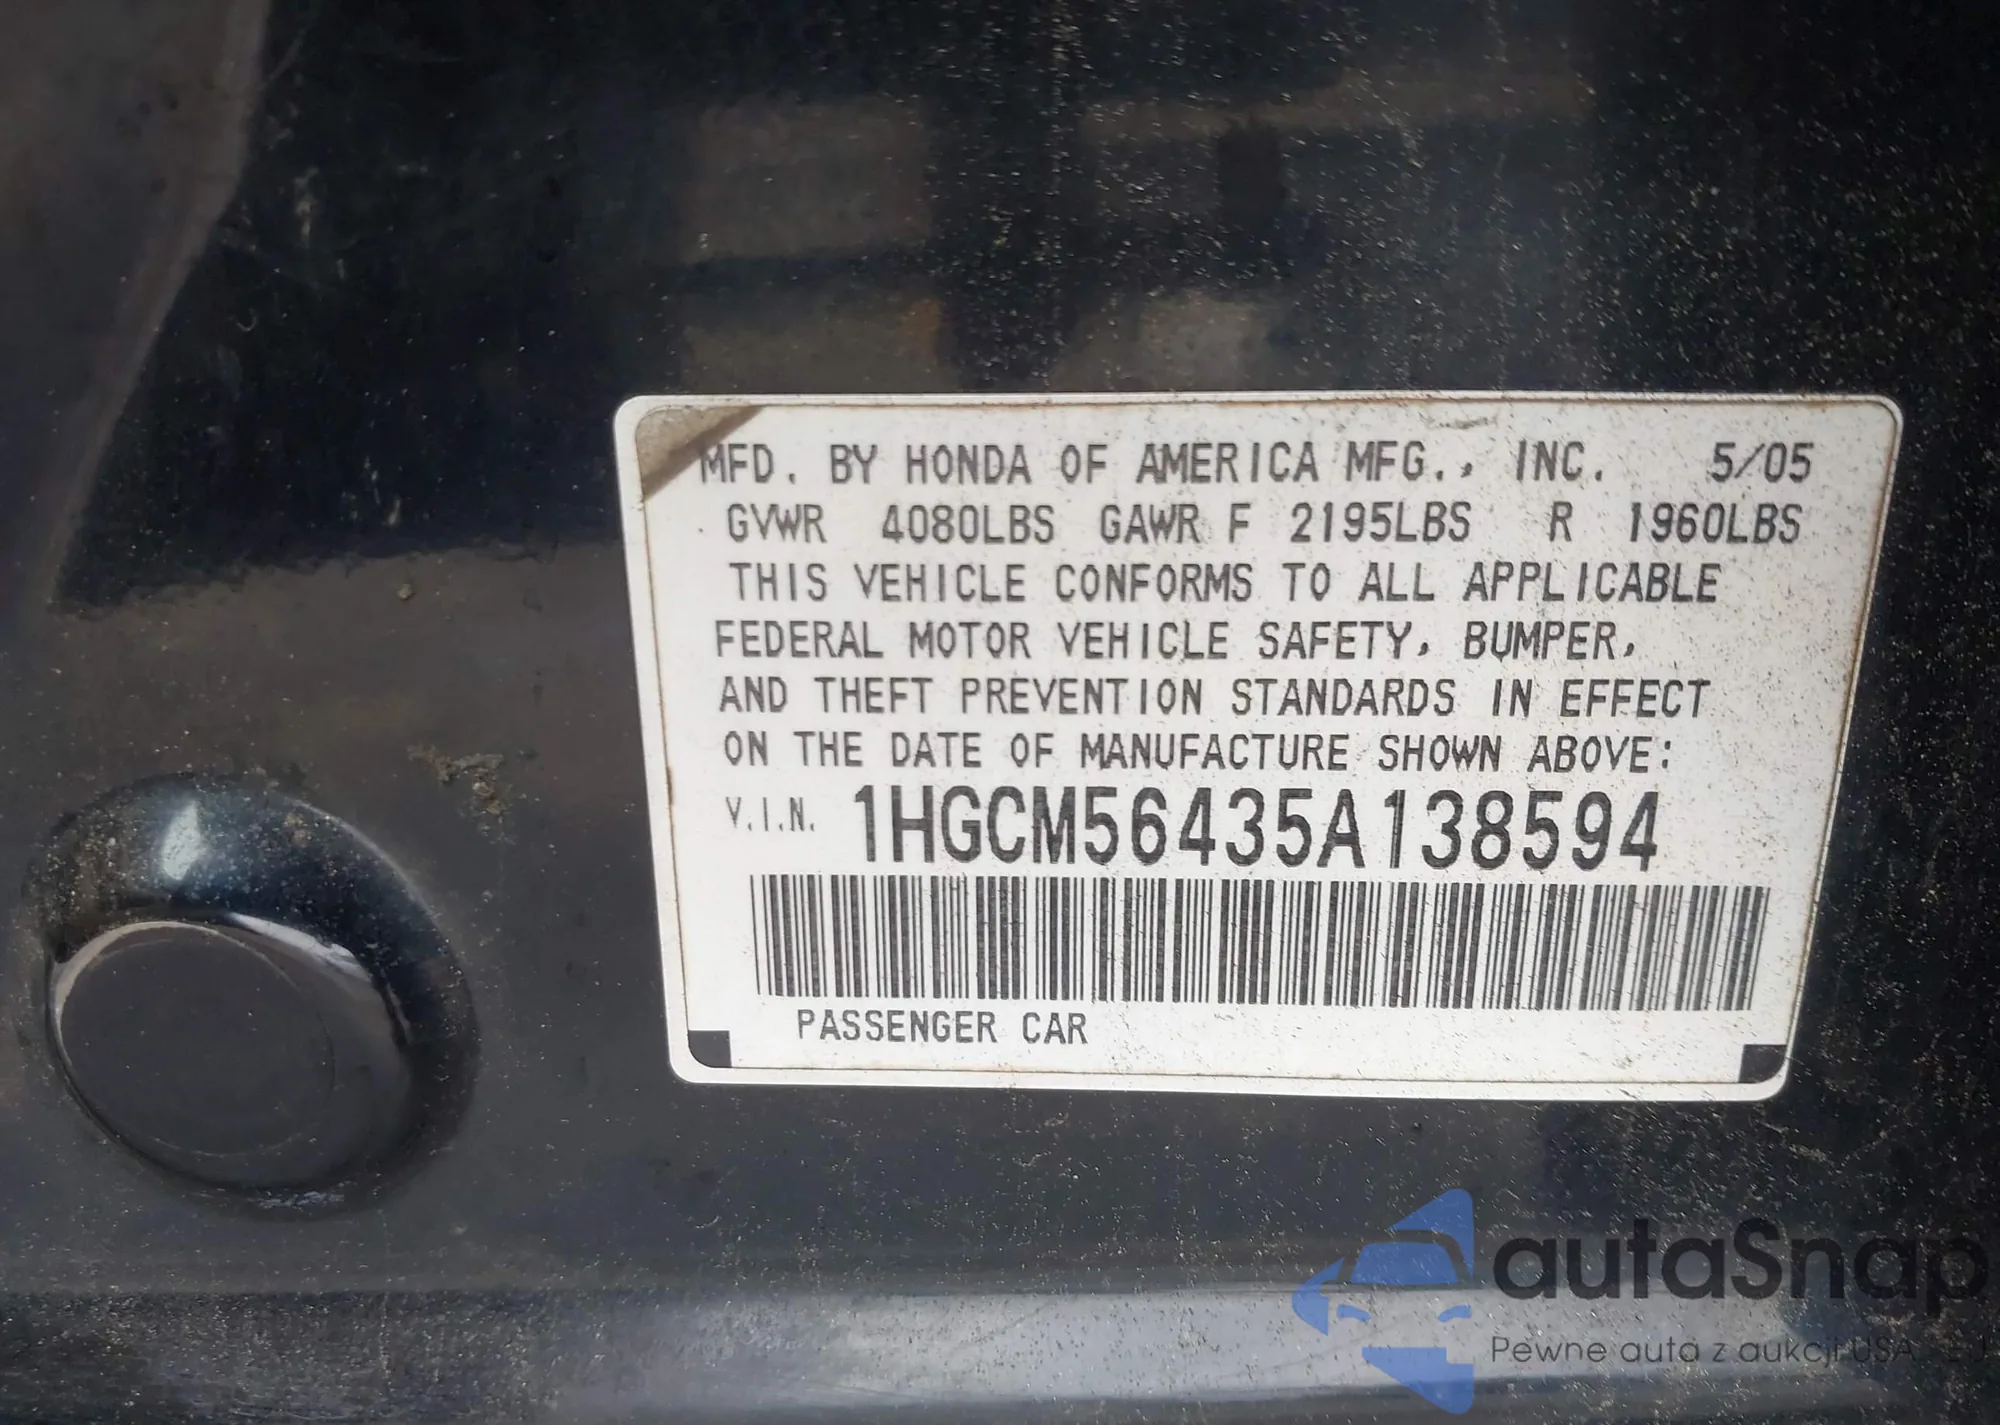 MFD. BY HONDA OF AMERICA MFG., INC. 5/05
GVWR 4080LBS GAWR F 2195LBS R 1960LBS
THIS VEHICLE CONFORMS TO ALL APPLICABLE
FEDERAL MOTOR VEHICLE SAFETY, BUMPER,
AND THEFT PREVENTION STANDARDS IN EFFECT
ON THE DATE OF MANUFACTURE SHOWN ABOVE:
V.I.N. 1HGCM56435A138594
PASSENGER CAR
autaSnap
Pewne auta z aukcji USA